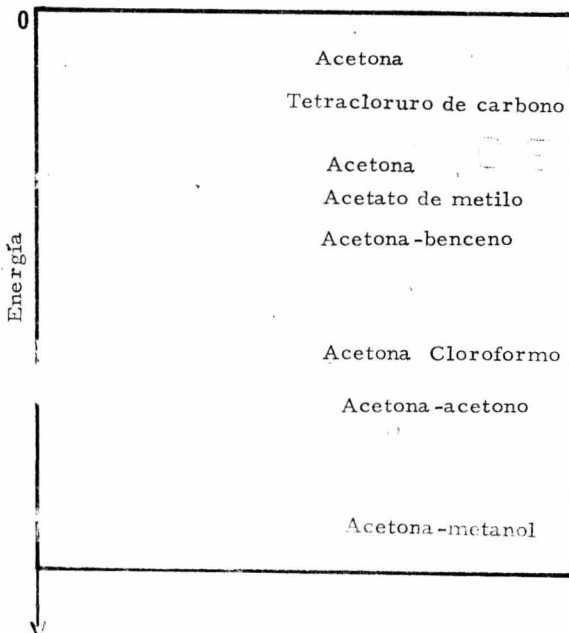 0
Acetona
Tetracloruro de carbono
Acetona
Acetato de metilo
Acetona-benceno
Energía
Acetona Cloroformo
Acetona-acetono
Acetona-metanol